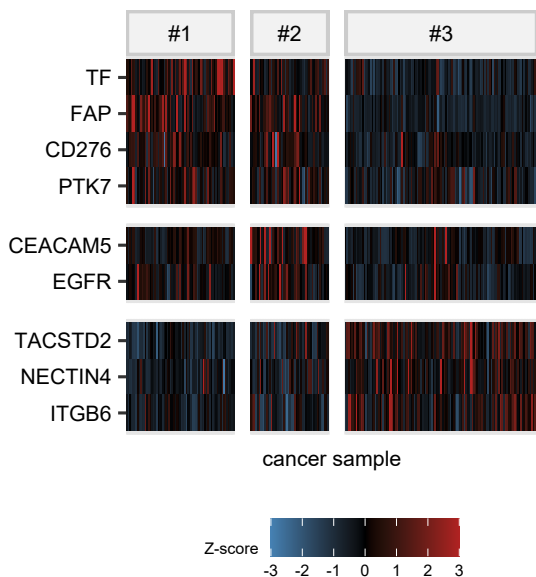 #1 #2 #3
TF
FAP
CD276
PTK7
CEACAM5
EGFR
TACSTD2
NECTIN4
ITGB6
cancer sample
Z-score
-3 -2 -1 0 1 2 3